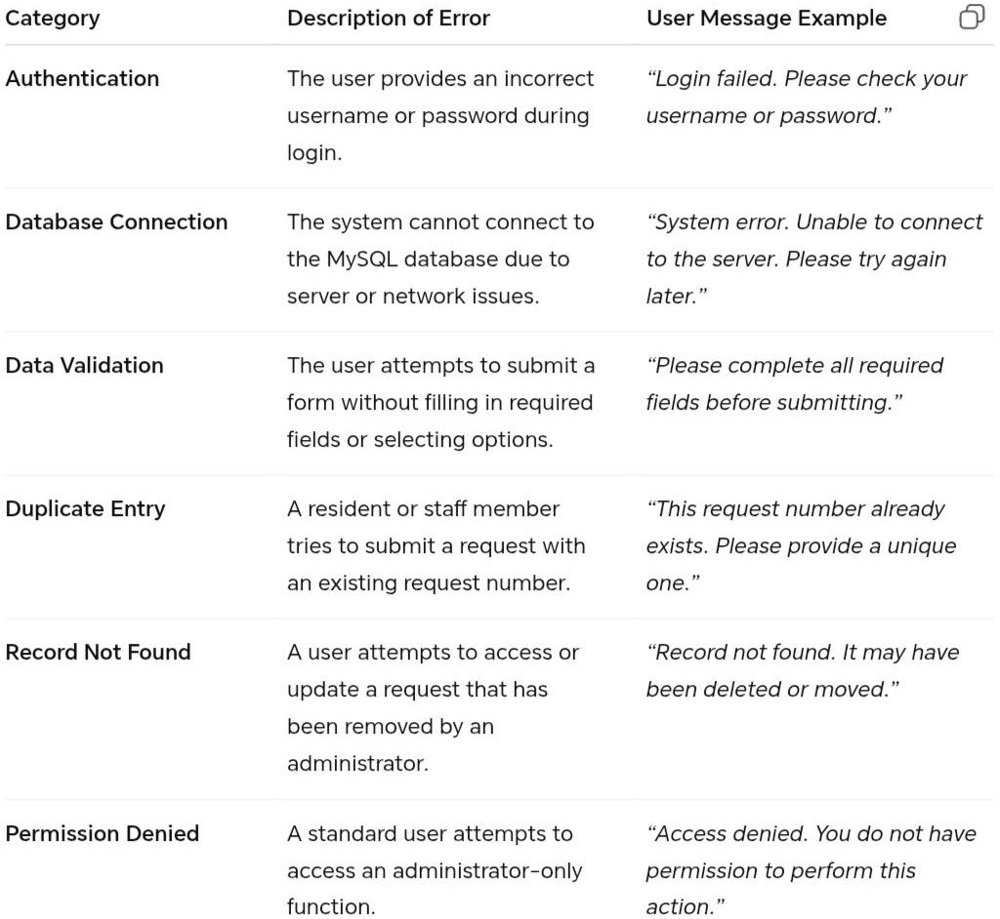 Category Description of Error User Message Example
Authentication The user provides an incorrect “Login failed. Please check your
username or password during username or password.”
login.
Database Connection The system cannot connect to “System error. Unable to connect
the MySQL database due to to the server. Please try again
server or network issues. later.”
Data Validation The user attempts to submit a “Please complete all required
form without filling in required fields before submitting.”
fields or selecting options.
Duplicate Entry A resident or staff member “This request number already
tries to submit a request with exists. Please provide a unique
an existing request number. one.”
Record Not Found A user attempts to access or “Record not found. It may have
update a request that has been deleted or moved.”
been removed by an
administrator.
Permission Denied A standard user attempts to “Access denied. You do not have
access an administrator-only permission to perform this
function. action.”